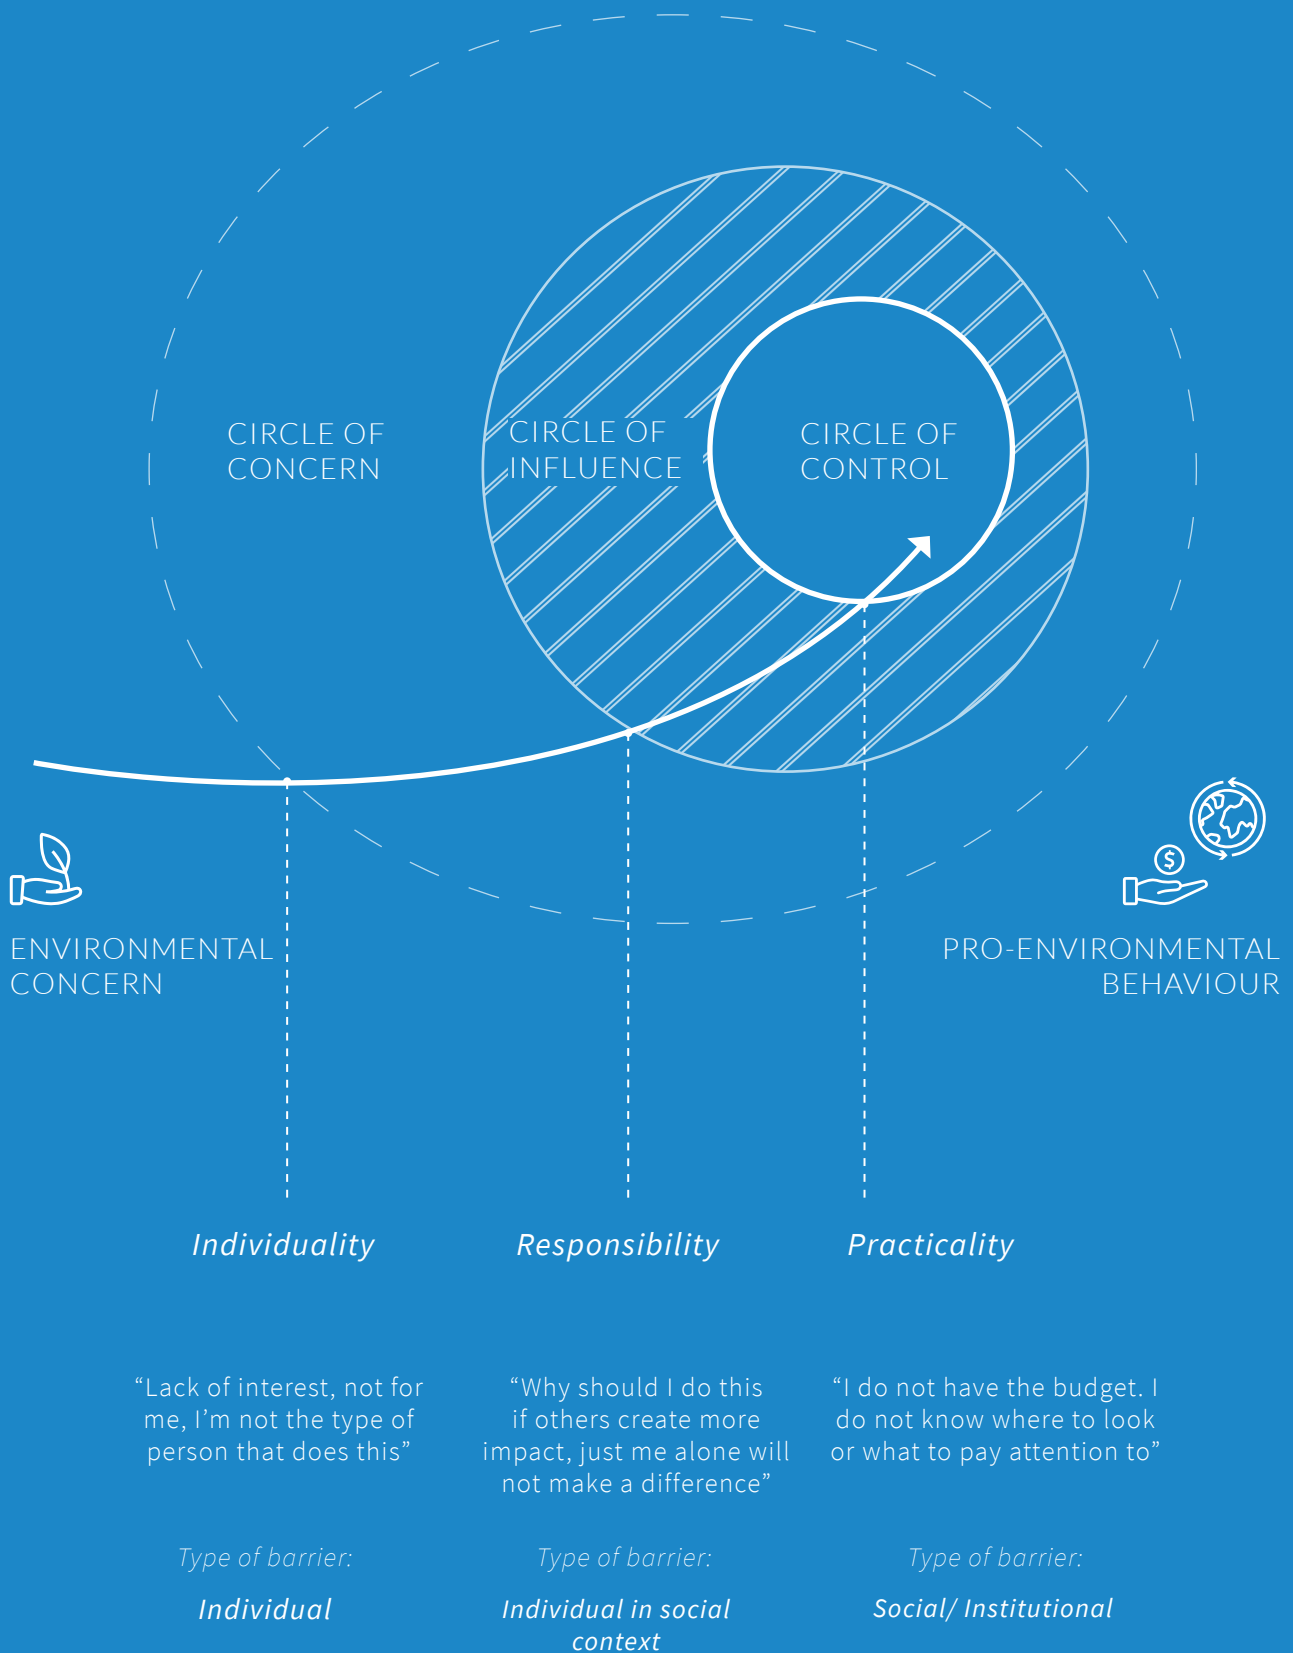 CIRCLE OF
CONCERN
CIRCLE OF
INFLUENCE
CIRCLE OF
CONTROL
$
ENVIRONMENTAL
CONCERN
PRO-ENVIRONMENTAL
BEHAVIOUR
Individuality
Responsibility
Practicality
“Lack of interest, not for
me, I’m not the type of
person that does this”
“Why should I do this
if others create more
impact, just me alone will
not make a difference”
“I do not have the budget. I
do not know where to look
or what to pay attention to”
Type of barrier:
Individual
Type of barrier:
Individual in social
context
Type of barrier:
Social/ Institutional